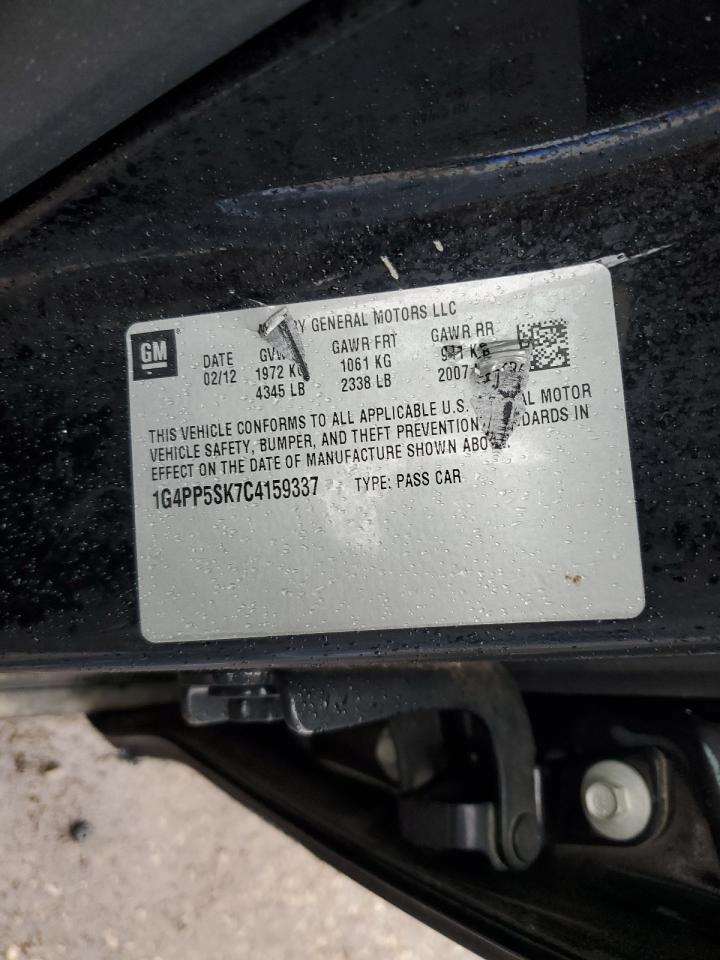 BY GENERAL MOTORS LLC
GM ®
DATE 02/12
GVW 1972 KG 4345 LB
GAWR FRT 1061 KG 2338 LB
GAWR RR 2007
THIS VEHICLE CONFORMS TO ALL APPLICABLE U.S. MOTOR
VEHICLE SAFETY, BUMPER, AND THEFT PREVENTION IN
EFFECT ON THE DATE OF MANUFACTURE SHOWN
1G4PP5SK7C4159337 TYPE: PASS CAR